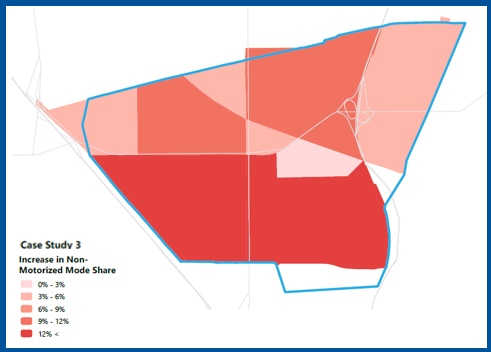 Case Study 3
Increase in Non-
Motorized Mode Share
0% - 3%
3% - 6%
6% - 9%
9% - 12%
12% <